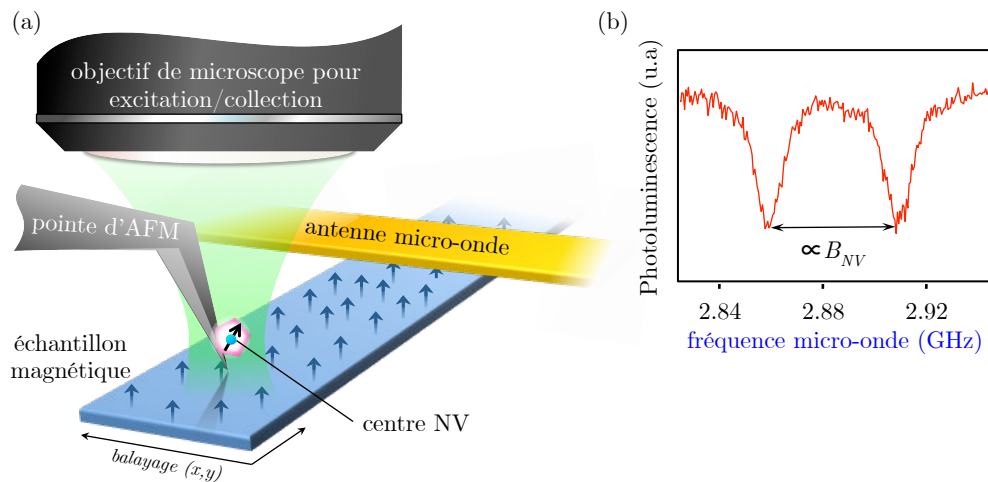 (a)
objectif de microscope pour
excitation/collection
pointe d'AFM
antenne micro-onde
échantillon
magnétique
centre NV
balayage (x,y)
(b)
Photoluminescence (u.a)
∝B_NV
2.84 2.88 2.92
fréquence micro-onde (GHz)